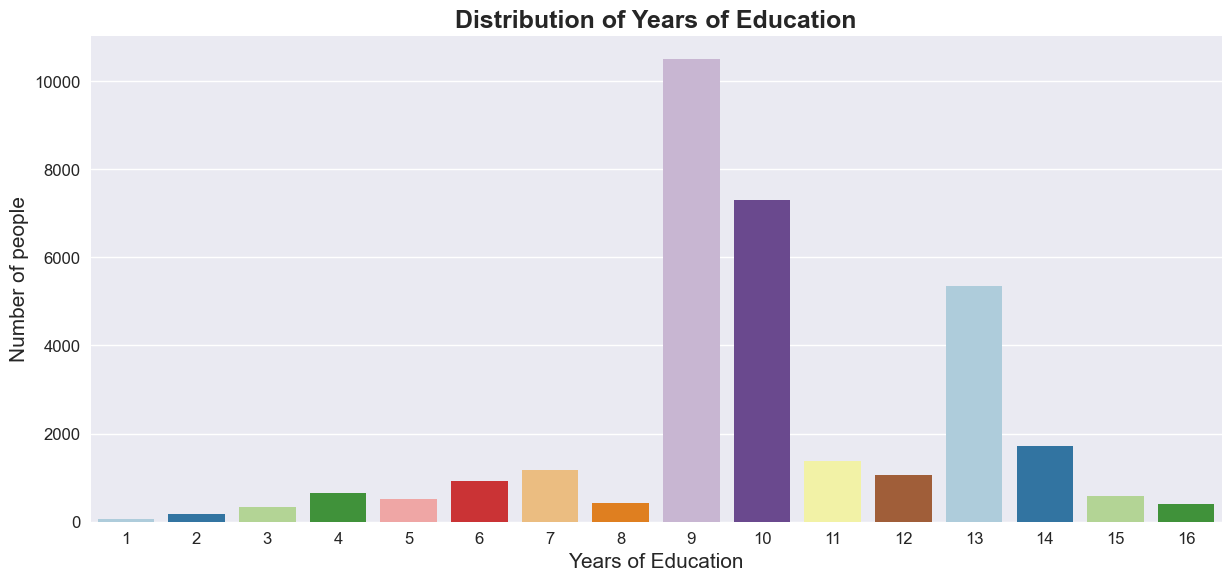 Distribution of Years of Education
10000
8000
6000
4000
2000
0
Number of people
1 2 3 4 5 6 7 8 9 10 11 12 13 14 15 16
Years of Education